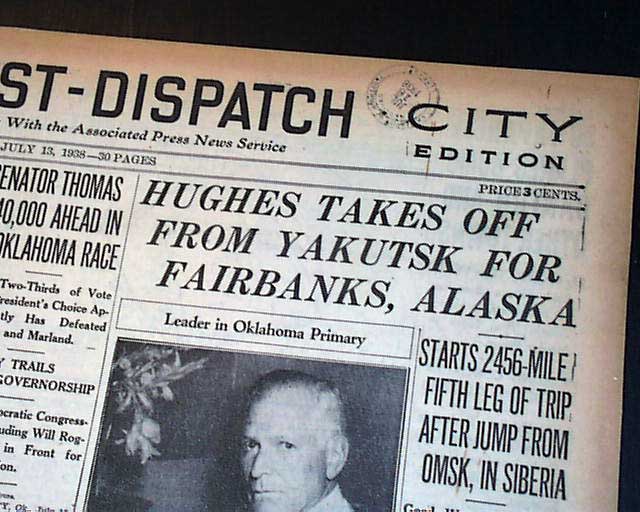 ST-DISPATCH
CITY
EDITION
With the Associated Press News Service
JULY 13, 1938—30 PAGES
PRICE 3 CENTS.
SENATOR THOMAS
40,000 AHEAD IN
OKLAHOMA RACE
Two-Thirds of Vote
resident's Choice Ap-
tly Has Defeated
and Marland.
TRAILS
GOVERNORSHIP
ocratic Congress-
uding Will Rog-
in Front for
on.
HUGHES TAKES OFF
FROM YAKUTSK FOR
FAIRBANKS, ALASKA
Leader in Oklahoma Primary
STARTS 2456-MILE
FIFTH LEG OF TRIP
AFTER JUMP FROM
OMSK, IN SIBERIA